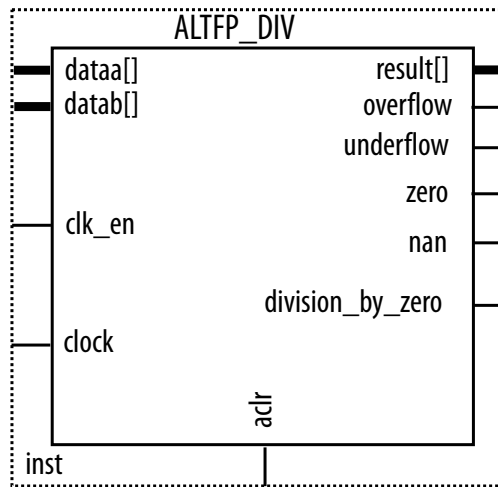 ALTFP_DIV
dataa[]
datab[]
clk_en
clock
result[]
overflow
underflow
zero
nan
division_by_zero
aclr
inst